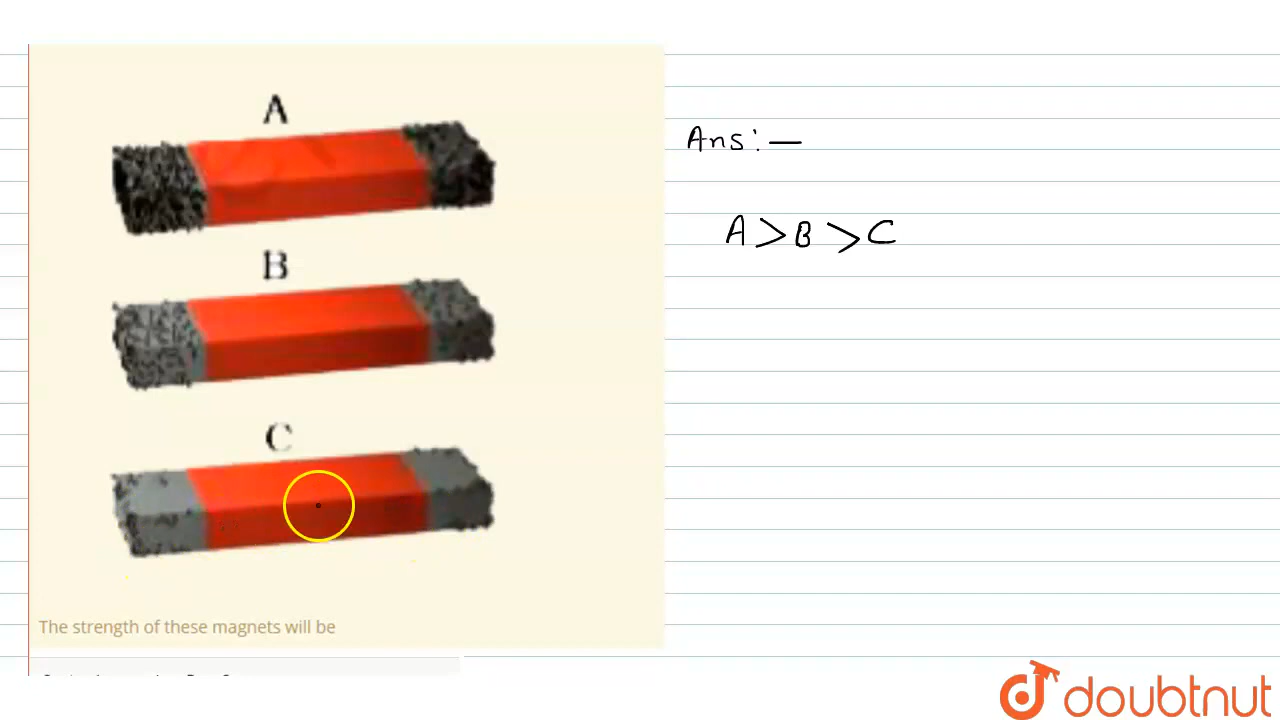 A
B
C
The strength of these magnets will be
Ans:—
A>B>C
doubtnut